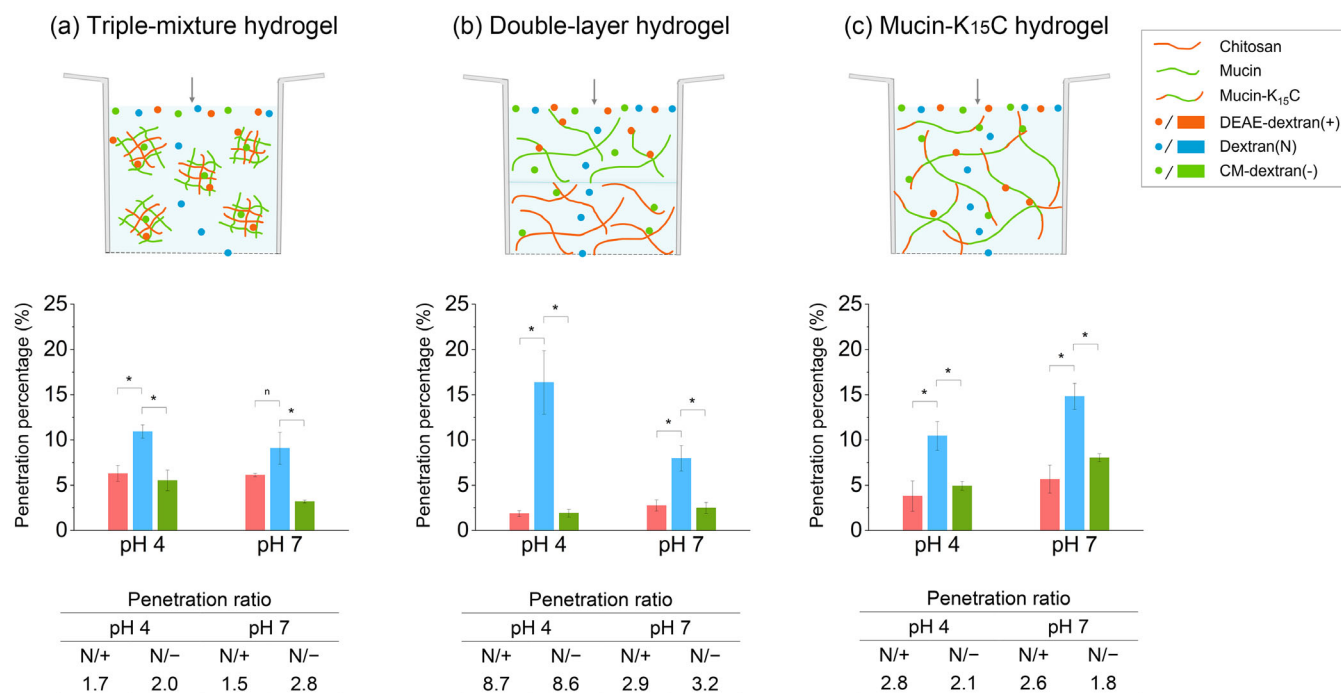 (a) Triple-mixture hydrogel
(b) Double-layer hydrogel
(c) Mucin-K₁₅C hydrogel
Chitosan
Mucin
Mucin-K₁₅C
/ DEAE-dextran(+)
/ Dextran(N)
/ CM-dextran(-)
Penetration percentage (%)
25
20
15
10
5
0
* * n *
pH 4 pH 7
Penetration percentage (%)
25
20
15
10
5
0
* * * *
pH 4 pH 7
Penetration percentage (%)
25
20
15
10
5
0
* * * *
pH 4 pH 7
Penetration ratio
pH 4 pH 7
N/+ N/− N/+ N/−
1.7 2.0 1.5 2.8
Penetration ratio
pH 4 pH 7
N/+ N/− N/+ N/−
8.7 8.6 2.9 3.2
Penetration ratio
pH 4 pH 7
N/+ N/− N/+ N/−
2.8 2.1 2.6 1.8